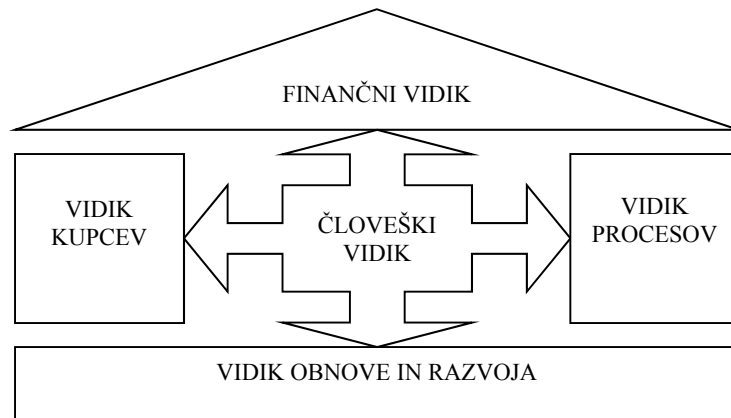 FINANČNI VIDIK
VIDIK
KUPCEV
ČLOVEŠKI
VIDIK
VIDIK
PROCESOV
VIDIK OBNOVE IN RAZVOJA